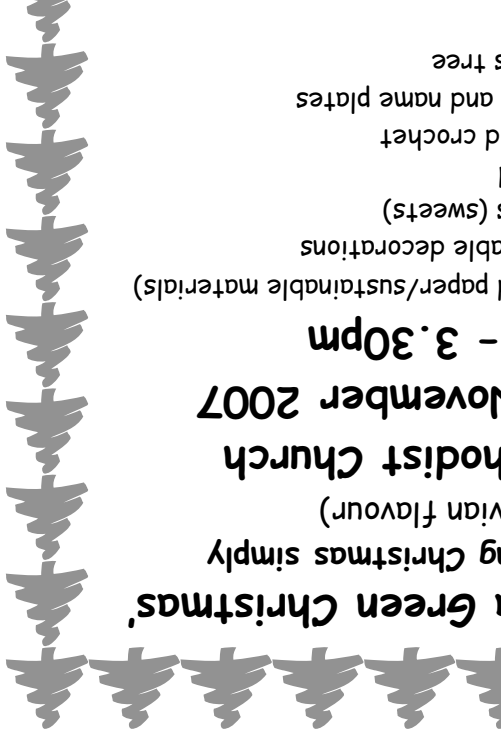 a Green Christmas'
ng Christmas simply
vian flavour)
hodist Church
November 2007
- 3.30pm
d paper/sustainable materials)
able decorations
s (sweets)
g
d crochet
and name plates
s tree